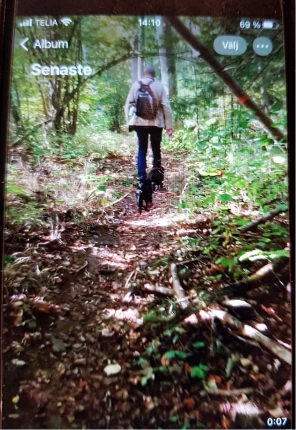 TELIA 14:10 69 %
Album Välj ...
Senaste
0:07